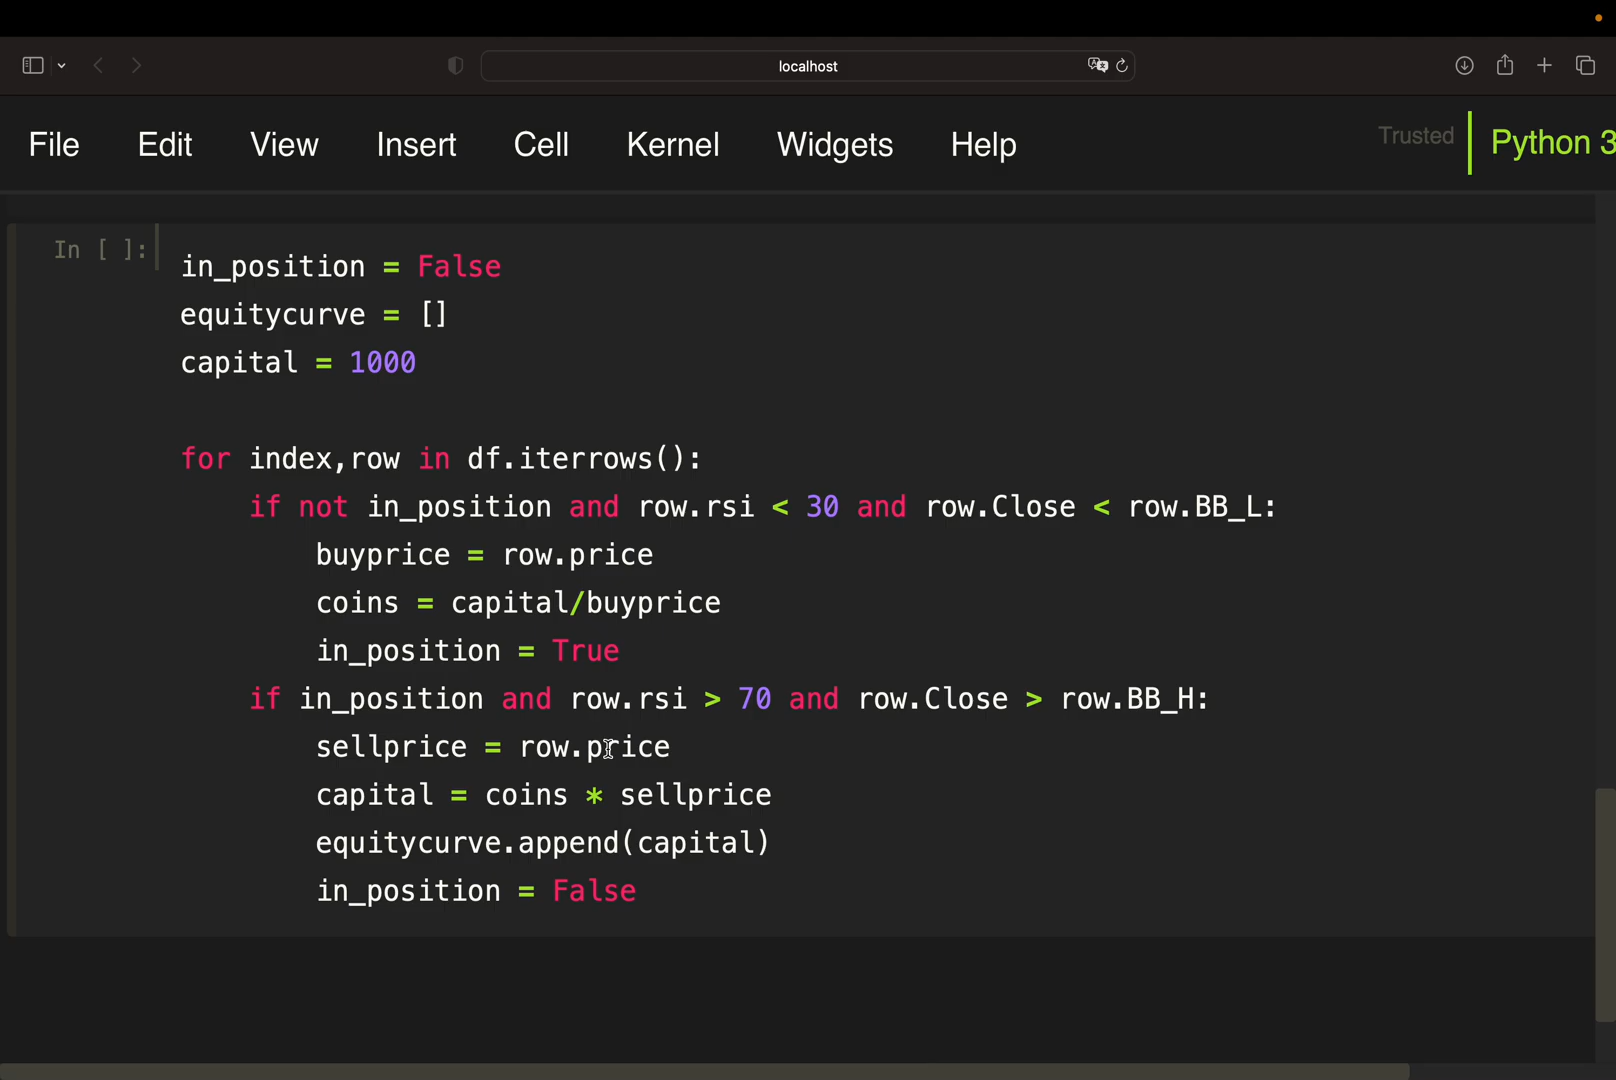 localhost
File Edit View Insert Cell Kernel Widgets Help Trusted Python 3
In [ ]:
in_position = False
equitycurve = []
capital = 1000
for index,row in df.iterrows():
    if not in_position and row.rsi < 30 and row.Close < row.BB_L:
        buyprice = row.price
        coins = capital/buyprice
        in_position = True
    if in_position and row.rsi > 70 and row.Close > row.BB_H:
        sellprice = row.price
        capital = coins * sellprice
        equitycurve.append(capital)
        in_position = False